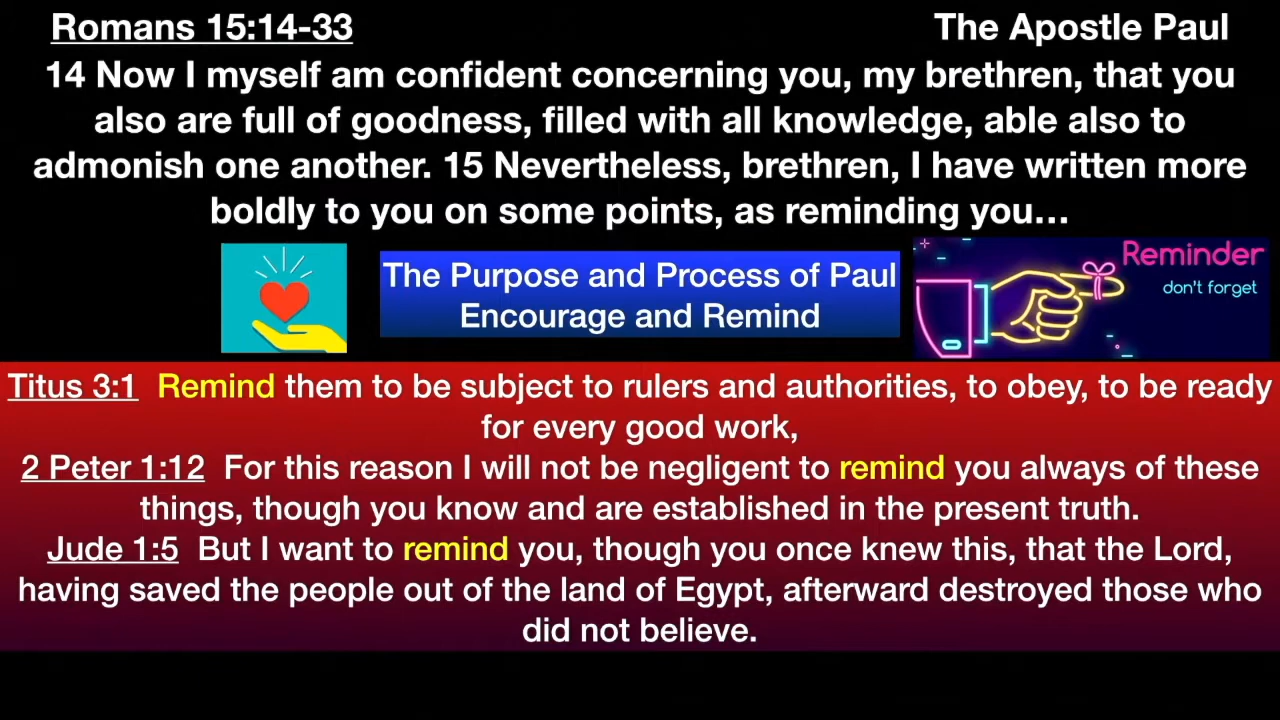 Romans 15:14-33 The Apostle Paul
14 Now I myself am confident concerning you, my brethren, that you
also are full of goodness, filled with all knowledge, able also to
admonish one another. 15 Nevertheless, brethren, I have written more
boldly to you on some points, as reminding you…
The Purpose and Process of Paul
Encourage and Remind
Reminder
don't forget
Titus 3:1 Remind them to be subject to rulers and authorities, to obey, to be ready
for every good work,
2 Peter 1:12 For this reason I will not be negligent to remind you always of these
things, though you know and are established in the present truth.
Jude 1:5 But I want to remind you, though you once knew this, that the Lord,
having saved the people out of the land of Egypt, afterward destroyed those who
did not believe.